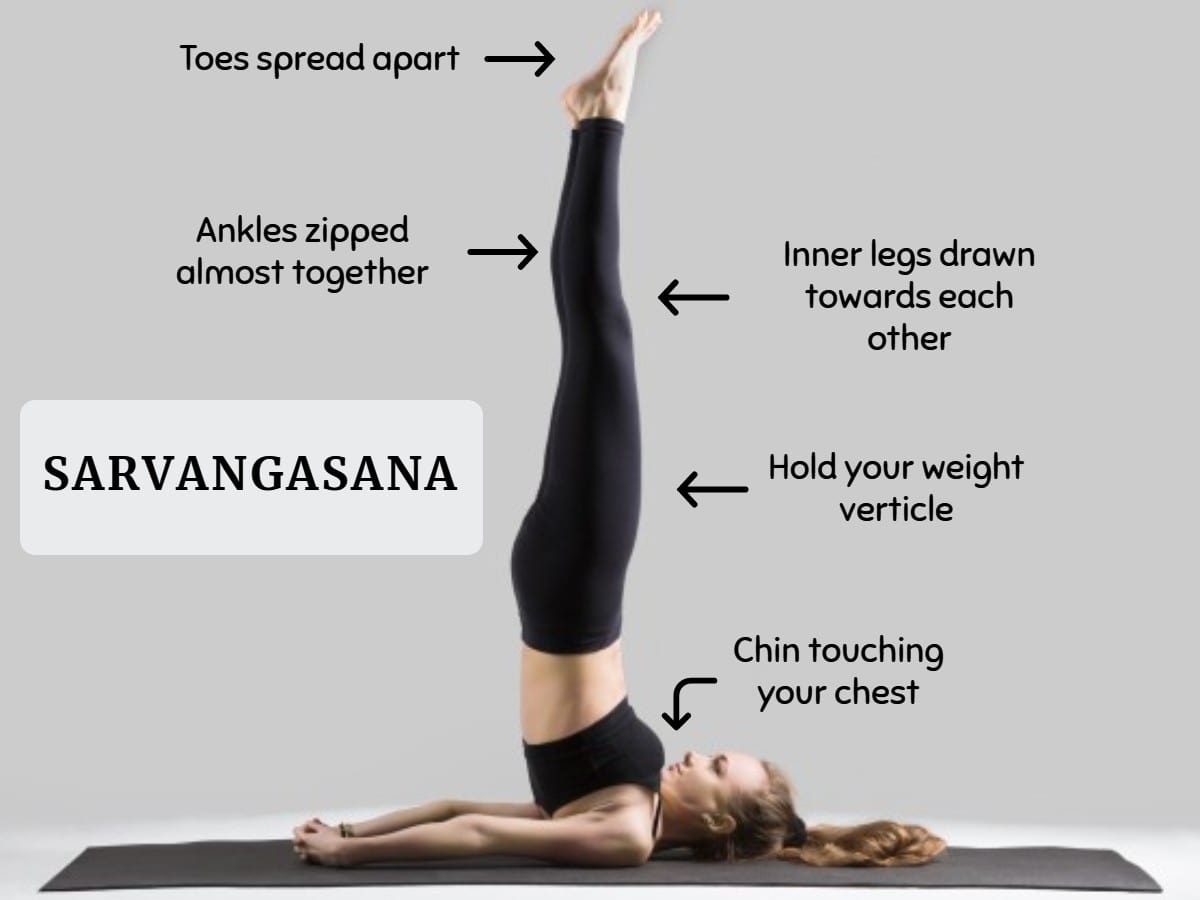 Toes spread apart
Ankles zipped
almost together
Inner legs drawn
towards each
other
SARVANGASANA
Hold your weight
verticle
Chin touching
your chest